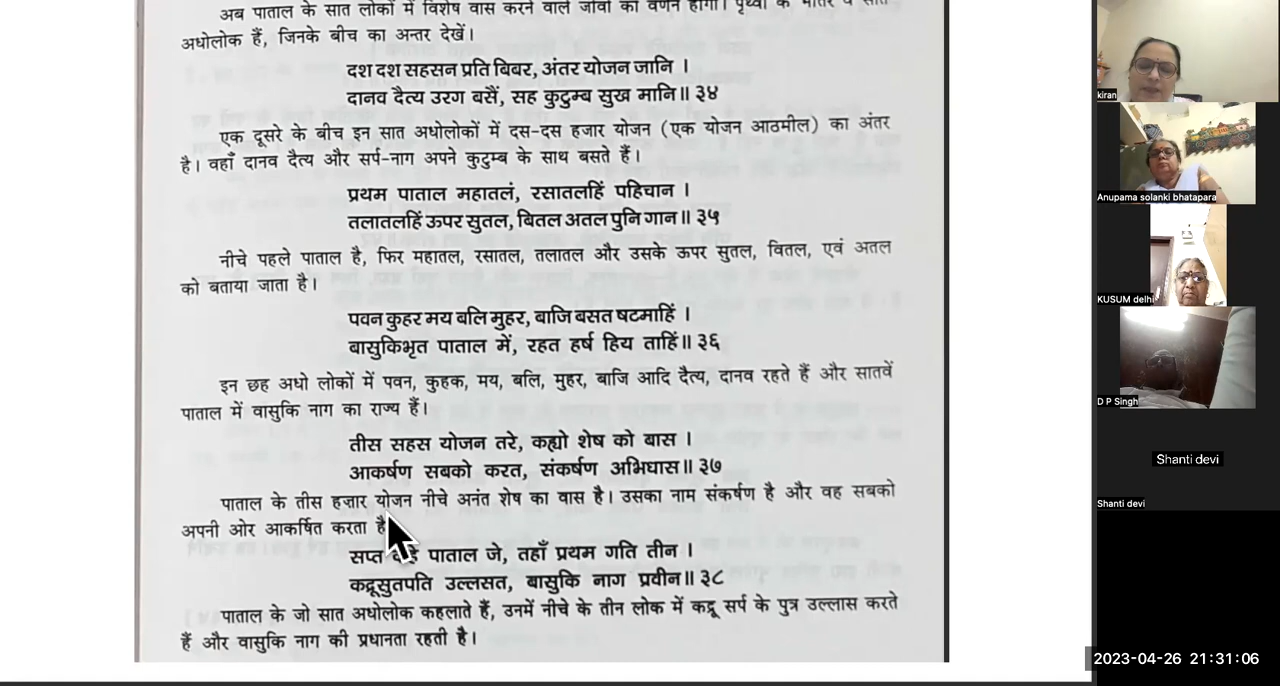 अब पाताल के सात लोकों में विशेष वास करने वाले जीवों का वर्णन होगा। पृथ्वी के भीतर ये सात
अधोलोक हैं, जिनके बीच का अन्तर देखें।
दश दश सहसन प्रति बिबर, अंतर योजन जानि ।
दानव दैत्य उरग बसैं, सह कुटुम्ब सुख मानि॥ ३४
एक दूसरे के बीच इन सात अधोलोकों में दस-दस हजार योजन (एक योजन आठमील) का अंतर
है। वहाँ दानव दैत्य और सर्प-नाग अपने कुटुम्ब के साथ बसते हैं।
प्रथम पाताल महातलं, रसातलहिं पहिचान ।
तलातलहिं ऊपर सुतल, बितल अतल पुनि गान॥ ३५
नीचे पहले पाताल है, फिर महातल, रसातल, तलातल और उसके ऊपर सुतल, वितल, एवं अतल
को बताया जाता है।
पवन कुहर मय बलि मुहर, बाजि बसत षटमाहिं ।
बासुकिभृत पाताल में, रहत हर्ष हिय ताहिं॥ ३६
इन छह अधो लोकों में पवन, कुहक, मय, बलि, मुहर, बाजि आदि दैत्य, दानव रहते हैं और सातवें
पाताल में वासुकि नाग का राज्य हैं।
तीस सहस योजन तरे, कह्यो शेष को बास ।
आकर्षण सबको करत, संकर्षण अभिघास॥ ३७
पाताल के तीस हजार योजन नीचे अनंत शेष का वास है। उसका नाम संकर्षण है और वह सबको
अपनी ओर आकर्षित करता है
सप्त पाताल जे, तहाँ प्रथम गति तीन ।
कद्रूसुतपति उल्लसत, बासुकि नाग प्रवीन॥ ३८
पाताल के जो सात अधोलोक कहलाते हैं, उनमें नीचे के तीन लोक में कद्रू सर्प के पुत्र उल्लास करते
हैं और वासुकि नाग की प्रधानता रहती है।
kiran
Anupama solanki bhatapara
KUSUM delhi
D P Singh
Shanti devi
Shanti devi
2023-04-26 21:31:06